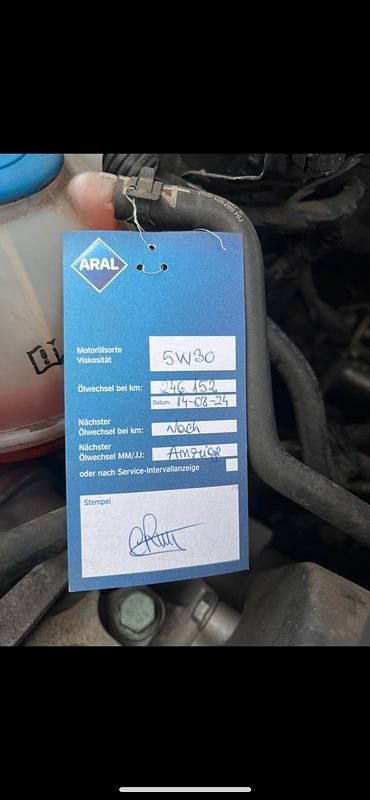 ARAL
Motorölsorte
Viskosität
5W30
Ölwechsel bei km: 246 152
Datum: 14-08-24
Nächster
Ölwechsel bei km: Nach
Nächster
Ölwechsel MM/JJ: Anzeige
oder nach Service-Intervallanzeige
Stempel